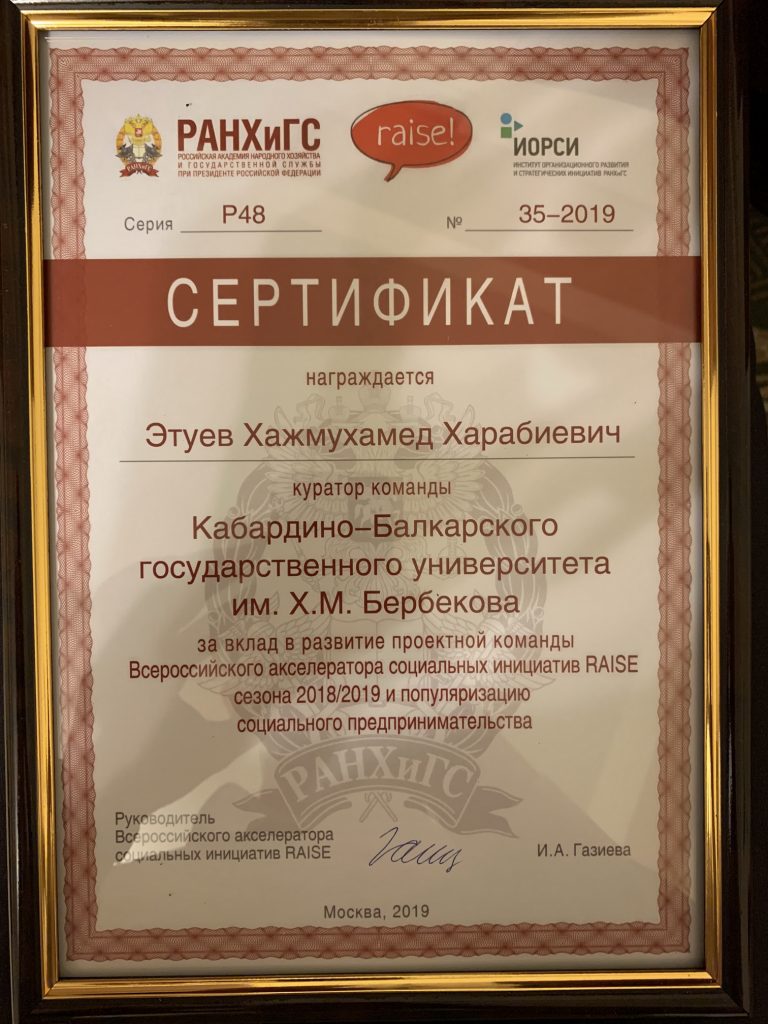 РАНХиГС
РОССИЙСКАЯ АКАДЕМИЯ НАРОДНОГО ХОЗЯЙСТВА
И ГОСУДАРСТВЕННОЙ СЛУЖБЫ
ПРИ ПРЕЗИДЕНТЕ РОССИЙСКОЙ ФЕДЕРАЦИИ
РАНХиГС
raise!
ИОРСИ
ИНСТИТУТ ОРГАНИЗАЦИОННОГО РАЗВИТИЯ
И СТРАТЕГИЧЕСКИХ ИНИЦИАТИВ РАНХиГС
Серия Р48 № 35–2019
СЕРТИФИКАТ
награждается
Этуев Хажмухамед Харабиевич
куратор команды
Кабардино–Балкарского
государственного университета
им. Х.М. Бербекова
за вклад в развитие проектной команды
Всероссийского акселератора социальных инициатив RAISE
сезона 2018/2019 и популяризацию
социального предпринимательства
РАНХиГС
Руководитель
Всероссийского акселератора
социальных инициатив RAISE
И.А. Газиева
Москва, 2019